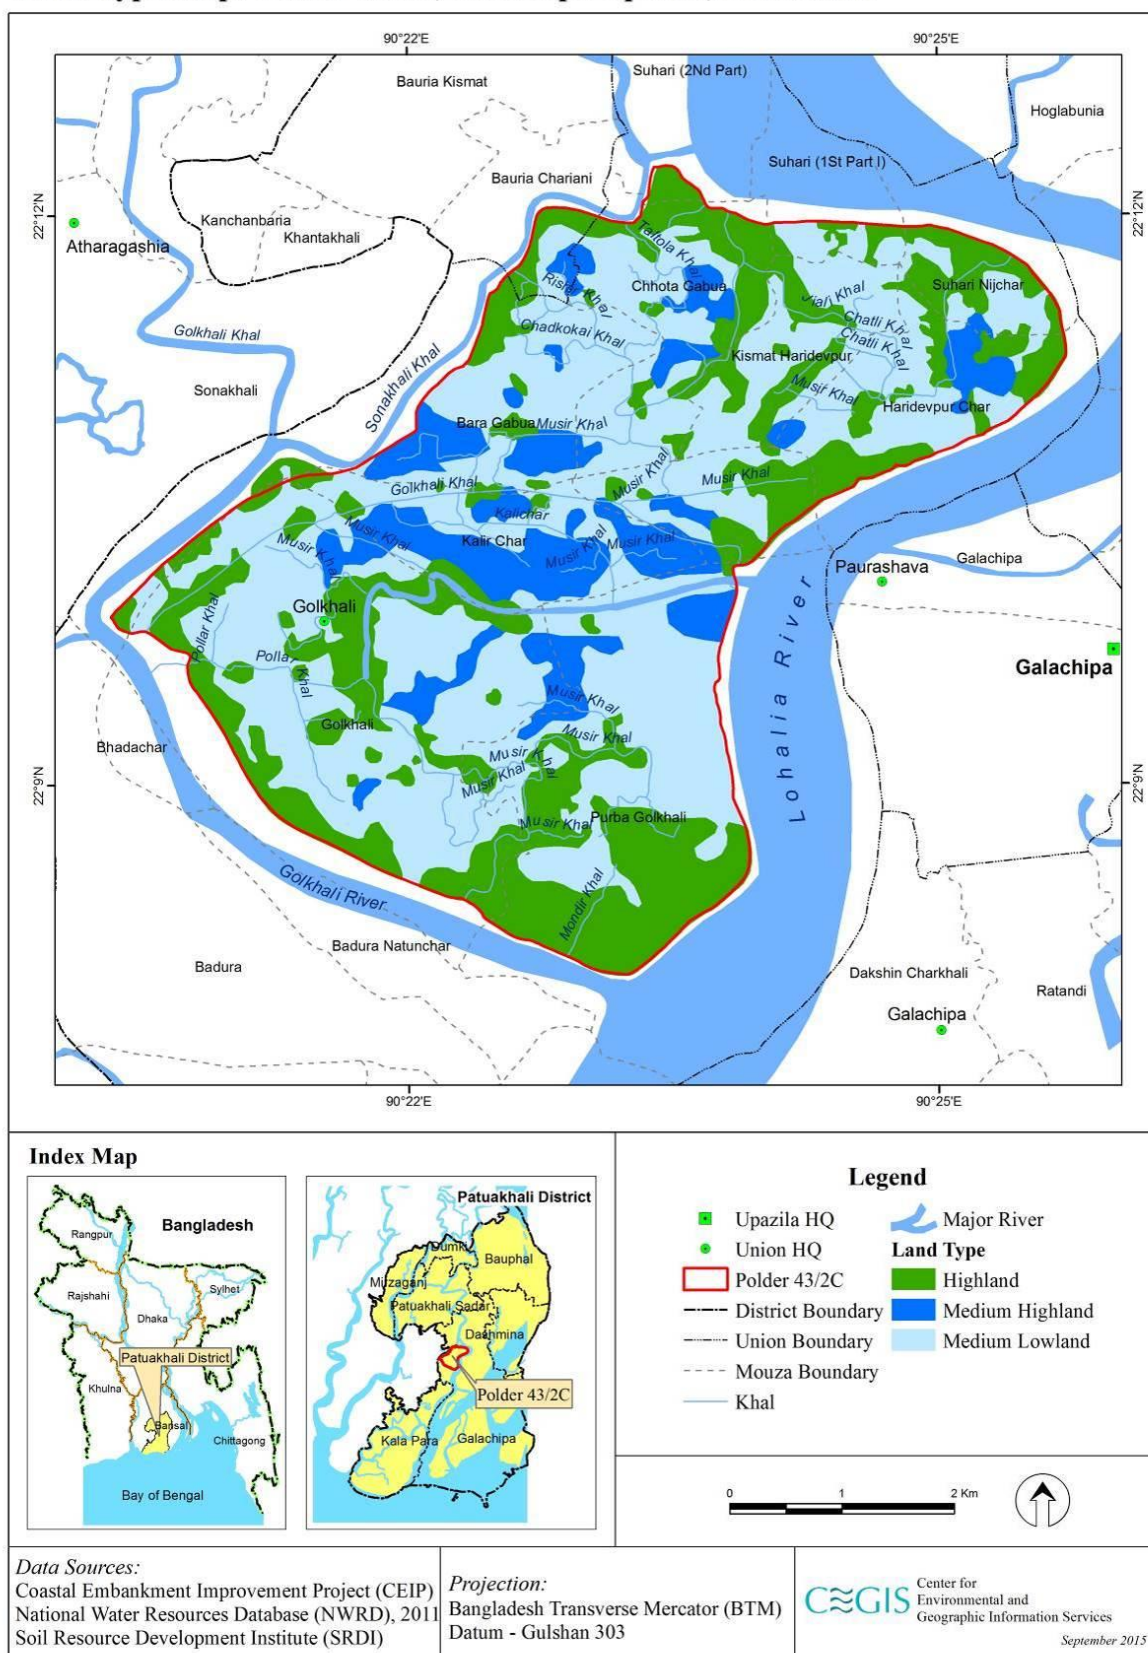 90°22'E
90°25'E
Suhari (2Nd Part)
Bauria Kismat
Hoglabunia
Suhari (1St Part I)
Bauria Chariani
22°12'N
22°12'N
Kanchanbaria
Khantakhali
Atharagashia
Taltola Khal
Chhota Gabua
Suhari Nijchar
Risir Khal
Jiali Khal
Chatli Khal
Chatli Khal
Golkhali Khal
Chadkokai Khal
Kismat Haridevpur
Sonakhali Khal
Sonakhali
Musir Khal
Haridevpur Char
Bara Gabua
Musir Khal
Musir Khal
Musir Khal
Golkhali Khal
Kalichar
Musir Khal
Kalir Char
Musir Khal
Musir Khal
Musir Khal
Paurashava
Galachipa
Golkhali
Pollar Khal
Pollar Khal
Lohalia River
Galachipa
Musir Khal
Golkhali
Musir Khal
Bhadachar
Musir Khal
Musir Khal
22°9'N
22°9'N
Musir Khal
Purba Golkhali
Golkhali River
Mondir Khal
Badura Natunchar
Badura
Dakshin Charkhali
Ratandi
Galachipa
90°22'E
90°25'E
Index Map
Bangladesh
Rangpur
Rajshahi
Sylhet
Dhaka
Patuakhali District
Khulna
Barisal
Chittagong
Bay of Bengal
Patuakhali District
Dumki
Bauphal
Mirzaganj
Patuakhali Sadar
Dashmina
Polder 43/2C
Kala Para
Galachipa
Legend
Upazila HQ
Union HQ
Polder 43/2C
District Boundary
Union Boundary
Mouza Boundary
Khal
Major River
Land Type
Highland
Medium Highland
Medium Lowland
0 1 2 Km
Data Sources:
Coastal Embankment Improvement Project (CEIP)
National Water Resources Database (NWRD), 2011
Soil Resource Development Institute (SRDI)
Projection:
Bangladesh Transverse Mercator (BTM)
Datum - Gulshan 303
CEGIS
Center for
Environmental and
Geographic Information Services
September 2015